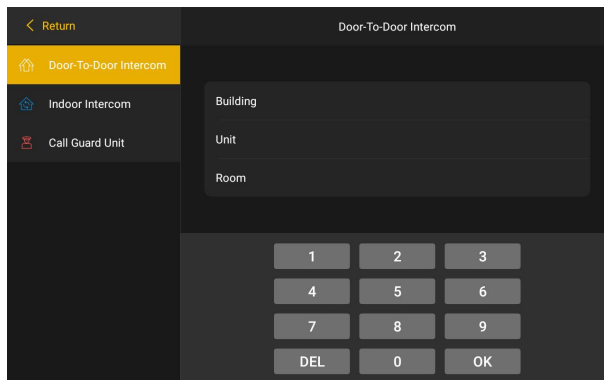 Return
Door-To-Door Intercom
Door-To-Door Intercom
Indoor Intercom
Call Guard Unit
Building
Unit
Room
1 2 3
4 5 6
7 8 9
DEL 0 OK